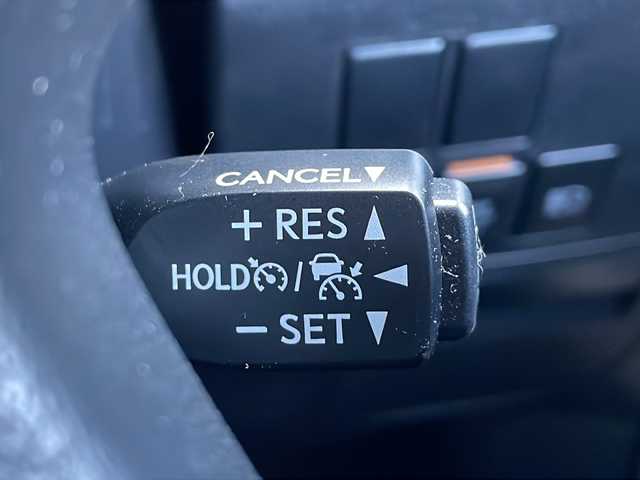 CANCEL▼
+ RES ▲
HOLD / ◀
− SET ▼